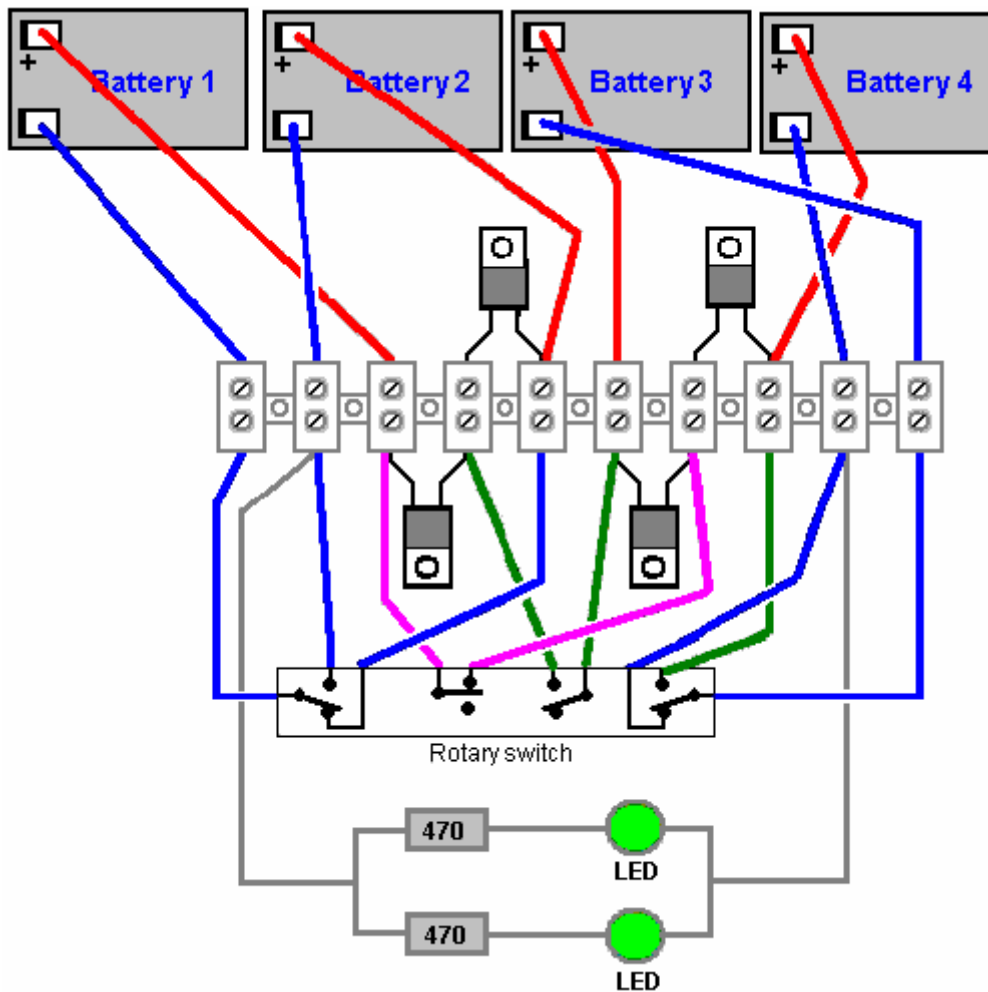 +
Battery 1
+
Battery 2
+
Battery 3
+
Battery 4
Rotary switch
470
LED
470
LED